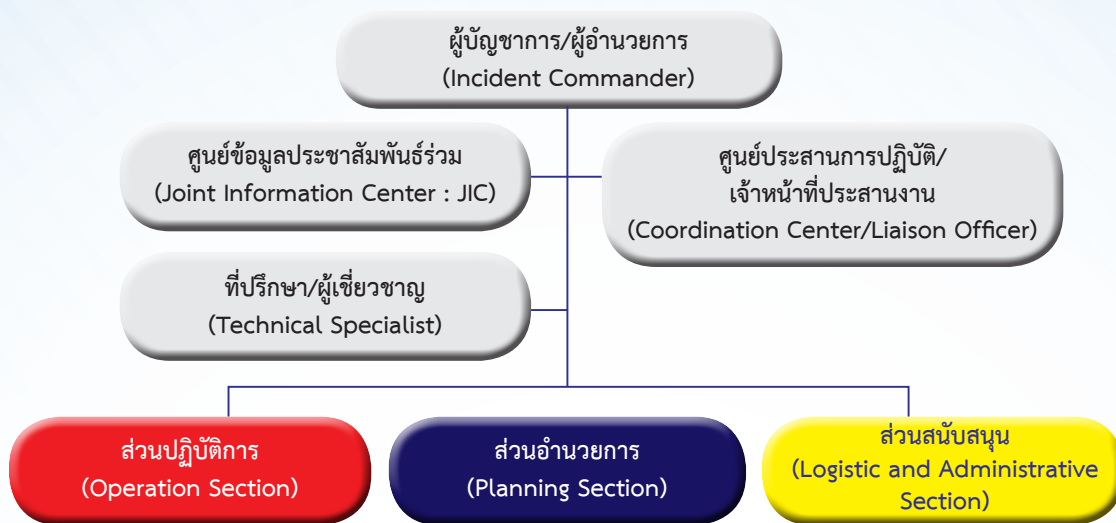 ผู้บัญชาการ/ผู้อำนวยการ
(Incident Commander)
ศูนย์ข้อมูลประชาสัมพันธ์ร่วม
(Joint Information Center : JIC)
ศูนย์ประสานการปฏิบัติ/
เจ้าหน้าที่ประสานงาน
(Coordination Center/Liaison Officer)
ที่ปรึกษา/ผู้เชี่ยวชาญ
(Technical Specialist)
ส่วนปฏิบัติการ
(Operation Section)
ส่วนอำนวยการ
(Planning Section)
ส่วนสนับสนุน
(Logistic and Administrative
Section)